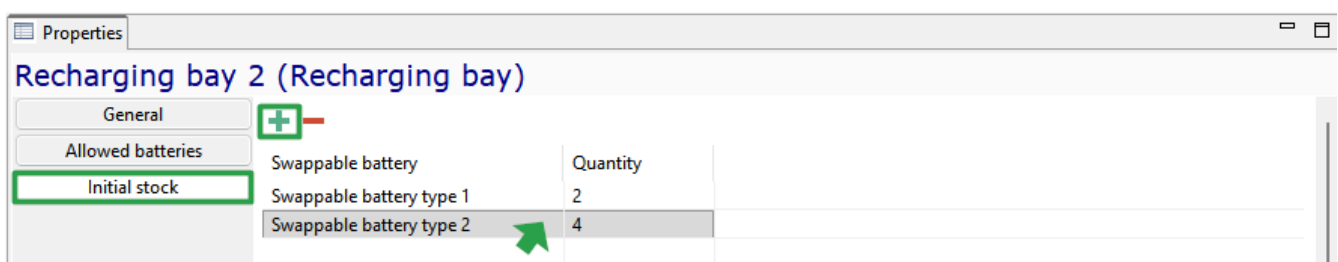 Properties
Recharging bay 2 (Recharging bay)
General
Allowed batteries
Initial stock
Swappable battery Quantity
Swappable battery type 1 2
Swappable battery type 2 4